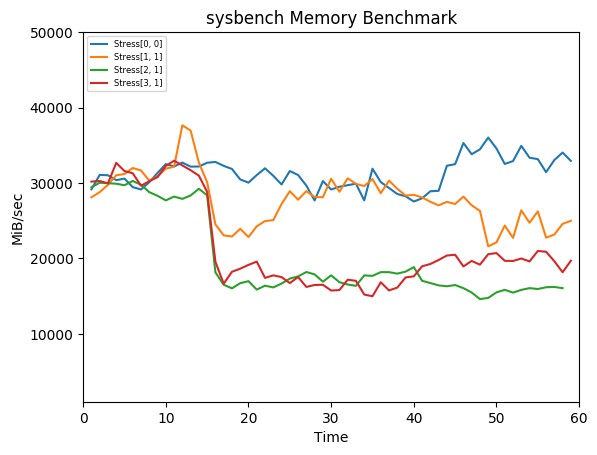 sysbench Memory Benchmark
Stress[0, 0]
Stress[1, 1]
Stress[2, 1]
Stress[3, 1]
50000
40000
30000
20000
10000
MiB/sec
0 10 20 30 40 50 60
Time